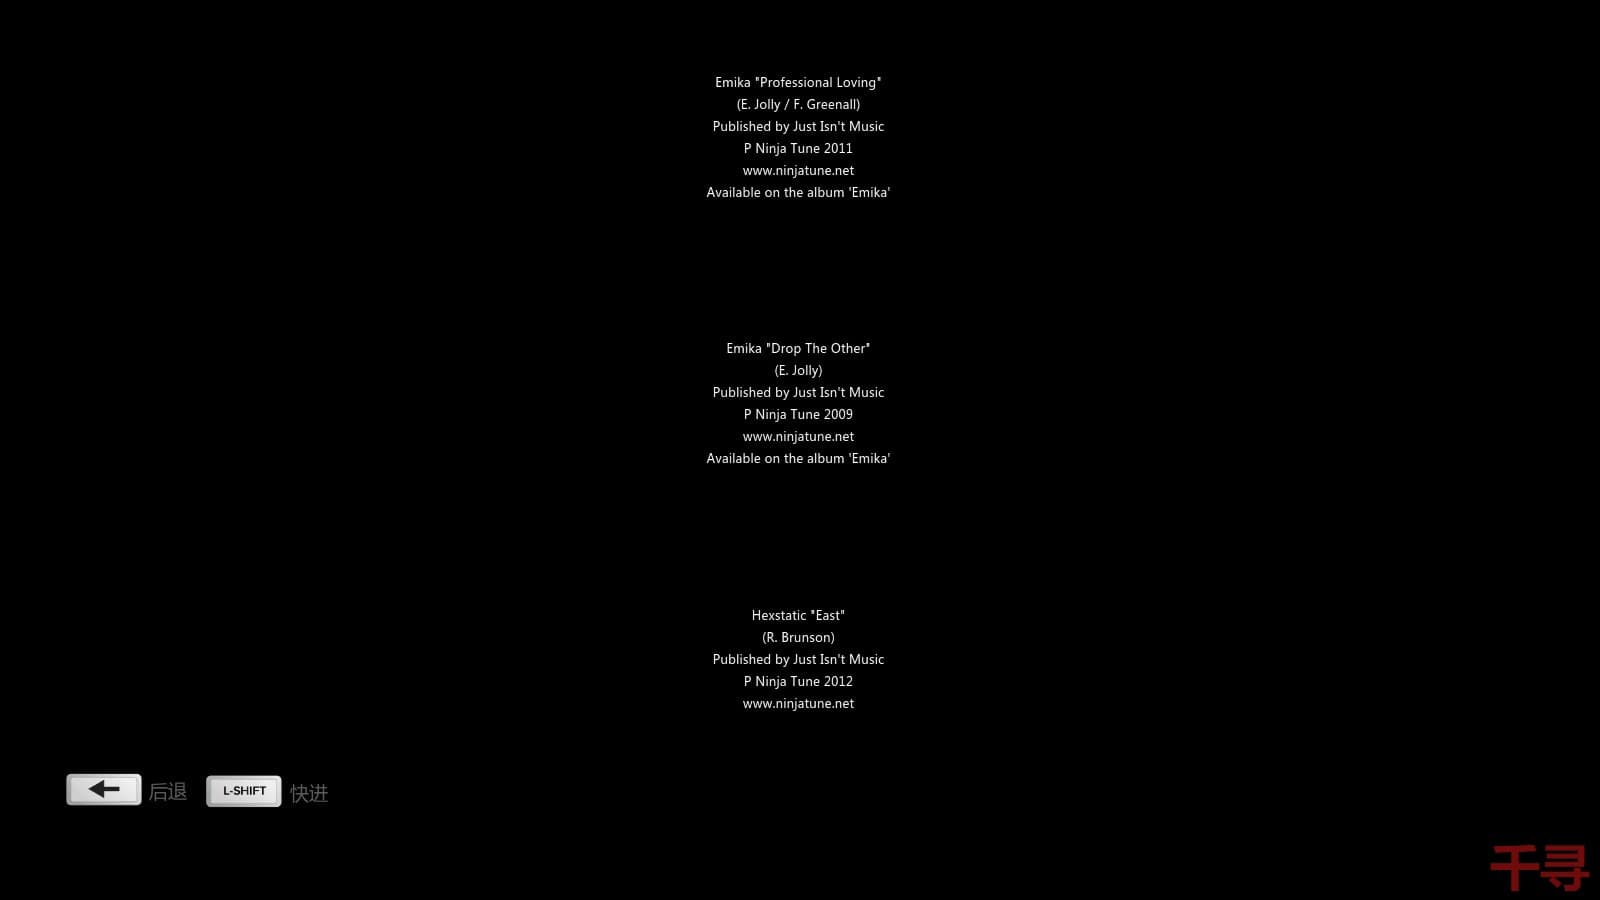 Emika "Professional Loving"
(E. Jolly / F. Greenall)
Published by Just Isn't Music
P Ninja Tune 2011
www.ninjatune.net
Available on the album 'Emika'
Emika "Drop The Other"
(E. Jolly)
Published by Just Isn't Music
P Ninja Tune 2009
www.ninjatune.net
Available on the album 'Emika'
Hexstatic "East"
(R. Brunson)
Published by Just Isn't Music
P Ninja Tune 2012
www.ninjatune.net
后退 L-SHIFT 快进
千寻